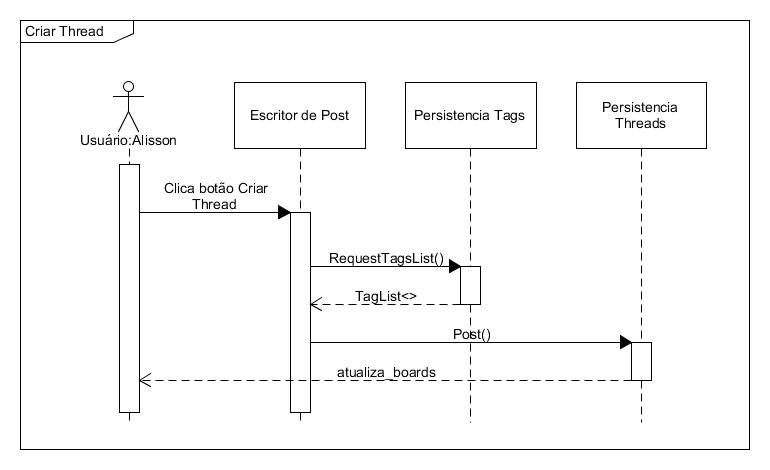 Criar Thread
Usuário:Alisson
Escritor de Post
Persistencia Tags
Persistencia
Threads
Clica botão Criar
Thread
RequestTagsList()
TagList<>
Post()
atualiza_boards